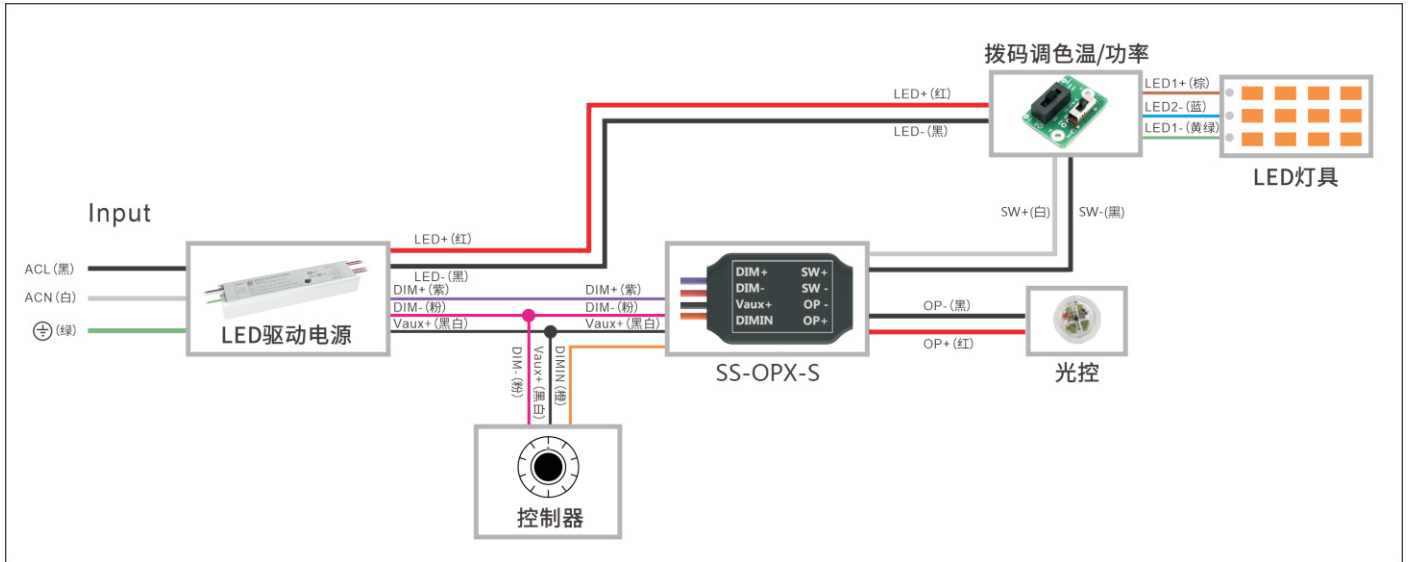 拨码调色温/功率
LED+(红)
LED-(黑)
LED1+(棕)
LED2-(蓝)
LED1-(黄绿)
LED灯具
SW+(白)
SW-(黑)
Input
ACL(黑)
ACN(白)
(绿)
LED驱动电源
LED+(红)
LED-(黑)
DIM+(紫)
DIM-(粉)
Vaux+(黑白)
DIM+(紫)
DIM-(粉)
Vaux+(黑白)
DIM+ SW+
DIM- SW -
Vaux+ OP -
DIMIN OP+
SS-OPX-S
OP-(黑)
OP+(红)
光控
DIM-(粉)
Vaux+(黑白)
DIMIN(橙)
控制器